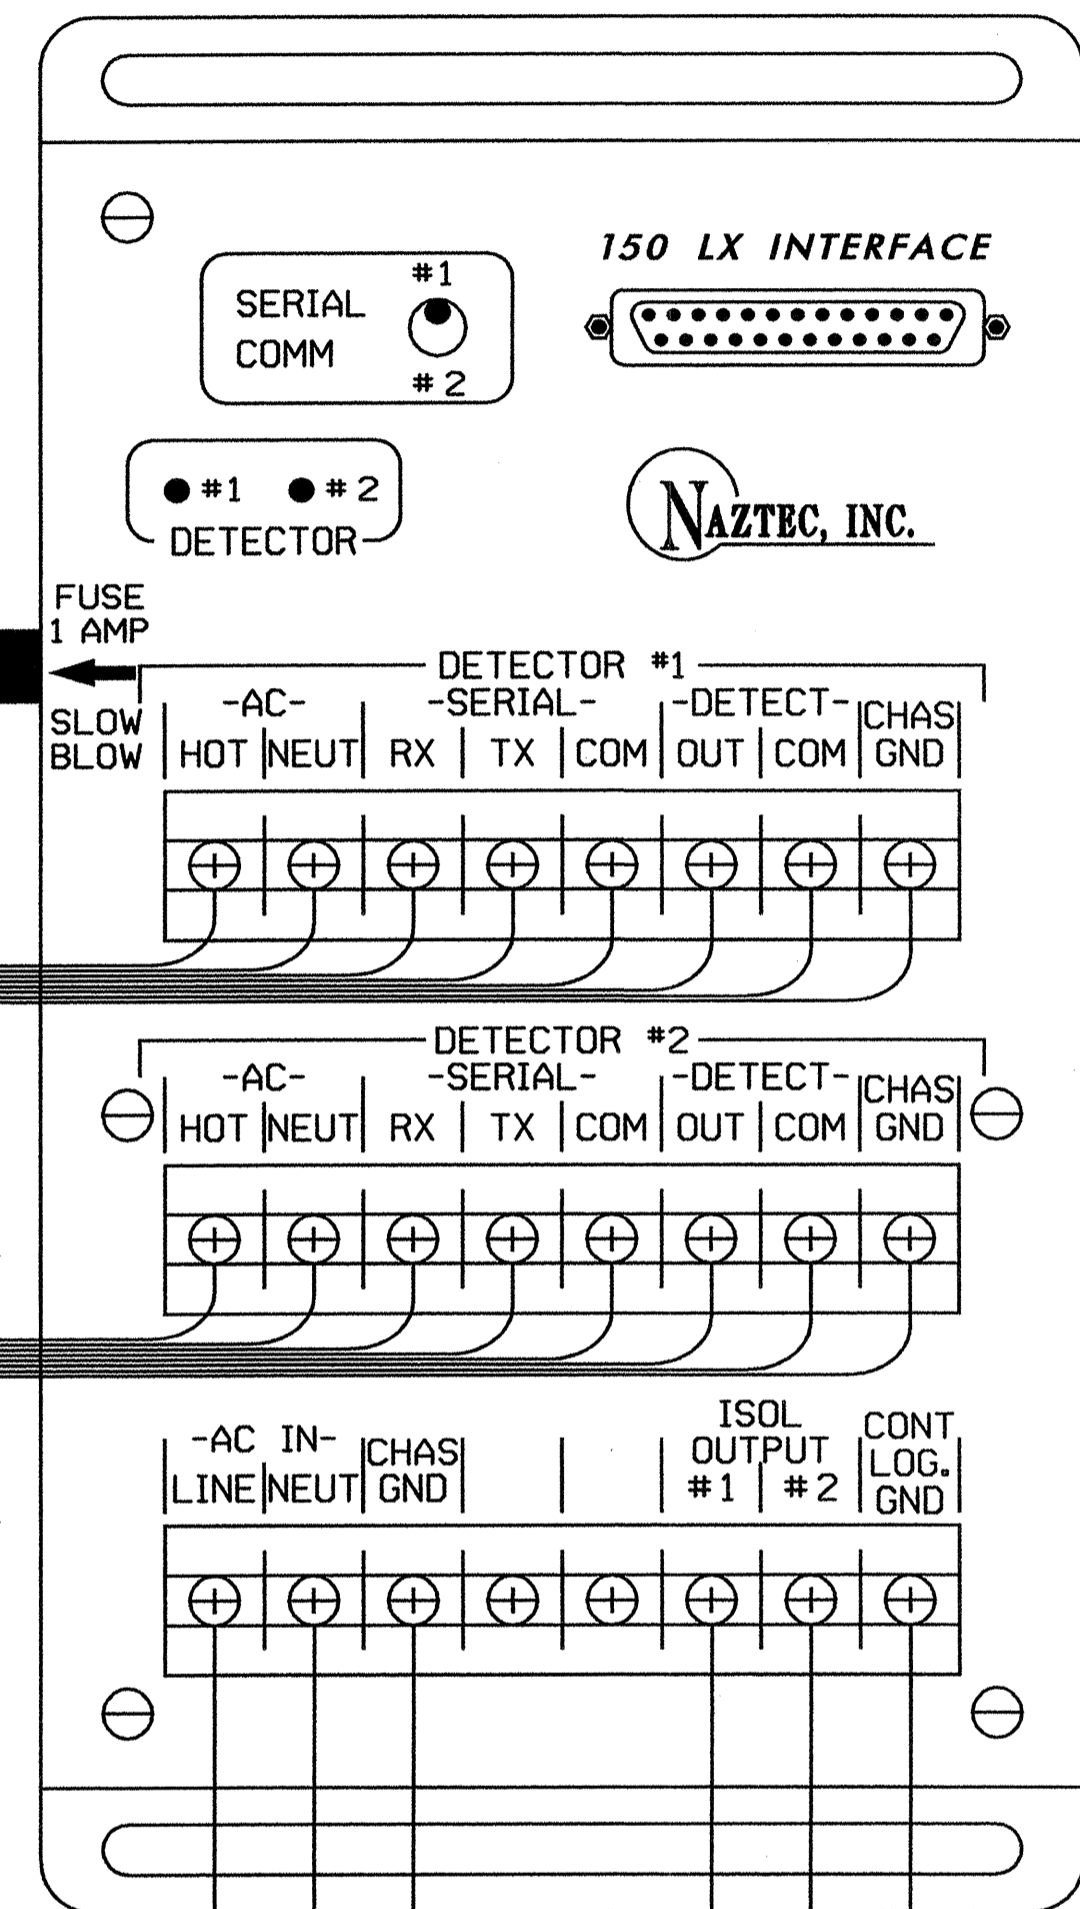 150 LX INTERFACE
#1
SERIAL
COMM
#2
#1 #2
DETECTOR
NAZTEC, INC.
FUSE
1 AMP
SLOW
BLOW
DETECTOR #1
-AC- -SERIAL- -DETECT- CHAS
HOT NEUT RX TX COM OUT COM GND
DETECTOR #2
-AC- -SERIAL- -DETECT- CHAS
HOT NEUT RX TX COM OUT COM GND
-AC IN- CHAS
LINE NEUT GND
ISOL
OUTPUT
#1 #2
CONT
LOG.
GND